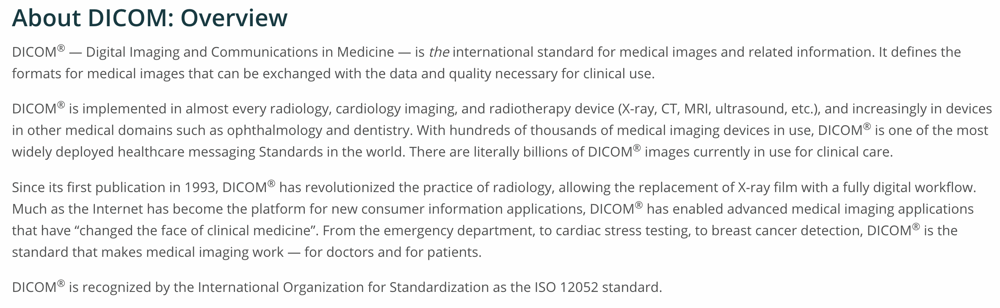 About DICOM: Overview
DICOM® — Digital Imaging and Communications in Medicine — is the international standard for medical images and related information. It defines the
formats for medical images that can be exchanged with the data and quality necessary for clinical use.
DICOM® is implemented in almost every radiology, cardiology imaging, and radiotherapy device (X-ray, CT, MRI, ultrasound, etc.), and increasingly in devices
in other medical domains such as ophthalmology and dentistry. With hundreds of thousands of medical imaging devices in use, DICOM® is one of the most
widely deployed healthcare messaging Standards in the world. There are literally billions of DICOM® images currently in use for clinical care.
Since its first publication in 1993, DICOM® has revolutionized the practice of radiology, allowing the replacement of X-ray film with a fully digital workflow.
Much as the Internet has become the platform for new consumer information applications, DICOM® has enabled advanced medical imaging applications
that have “changed the face of clinical medicine”. From the emergency department, to cardiac stress testing, to breast cancer detection, DICOM® is the
standard that makes medical imaging work — for doctors and for patients.
DICOM® is recognized by the International Organization for Standardization as the ISO 12052 standard.